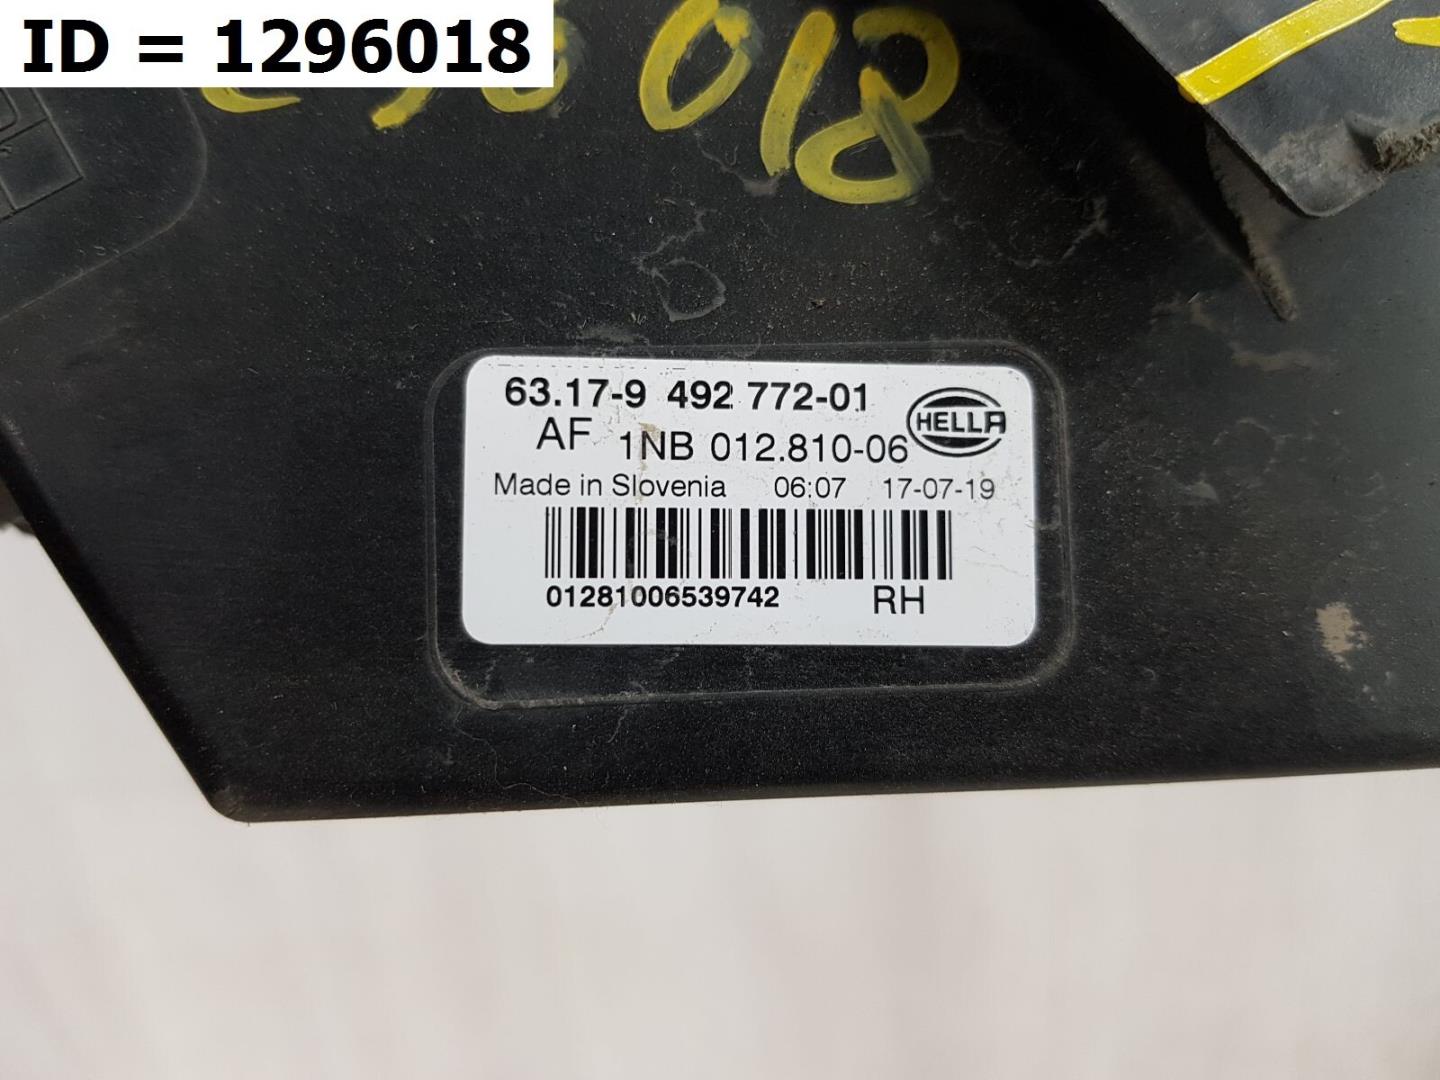 ID = 1296018
018
63.17-9 492 772-01
AF 1NB 012.810-06
HELLA
Made in Slovenia 06:07 17-07-19
01281006539742 RH